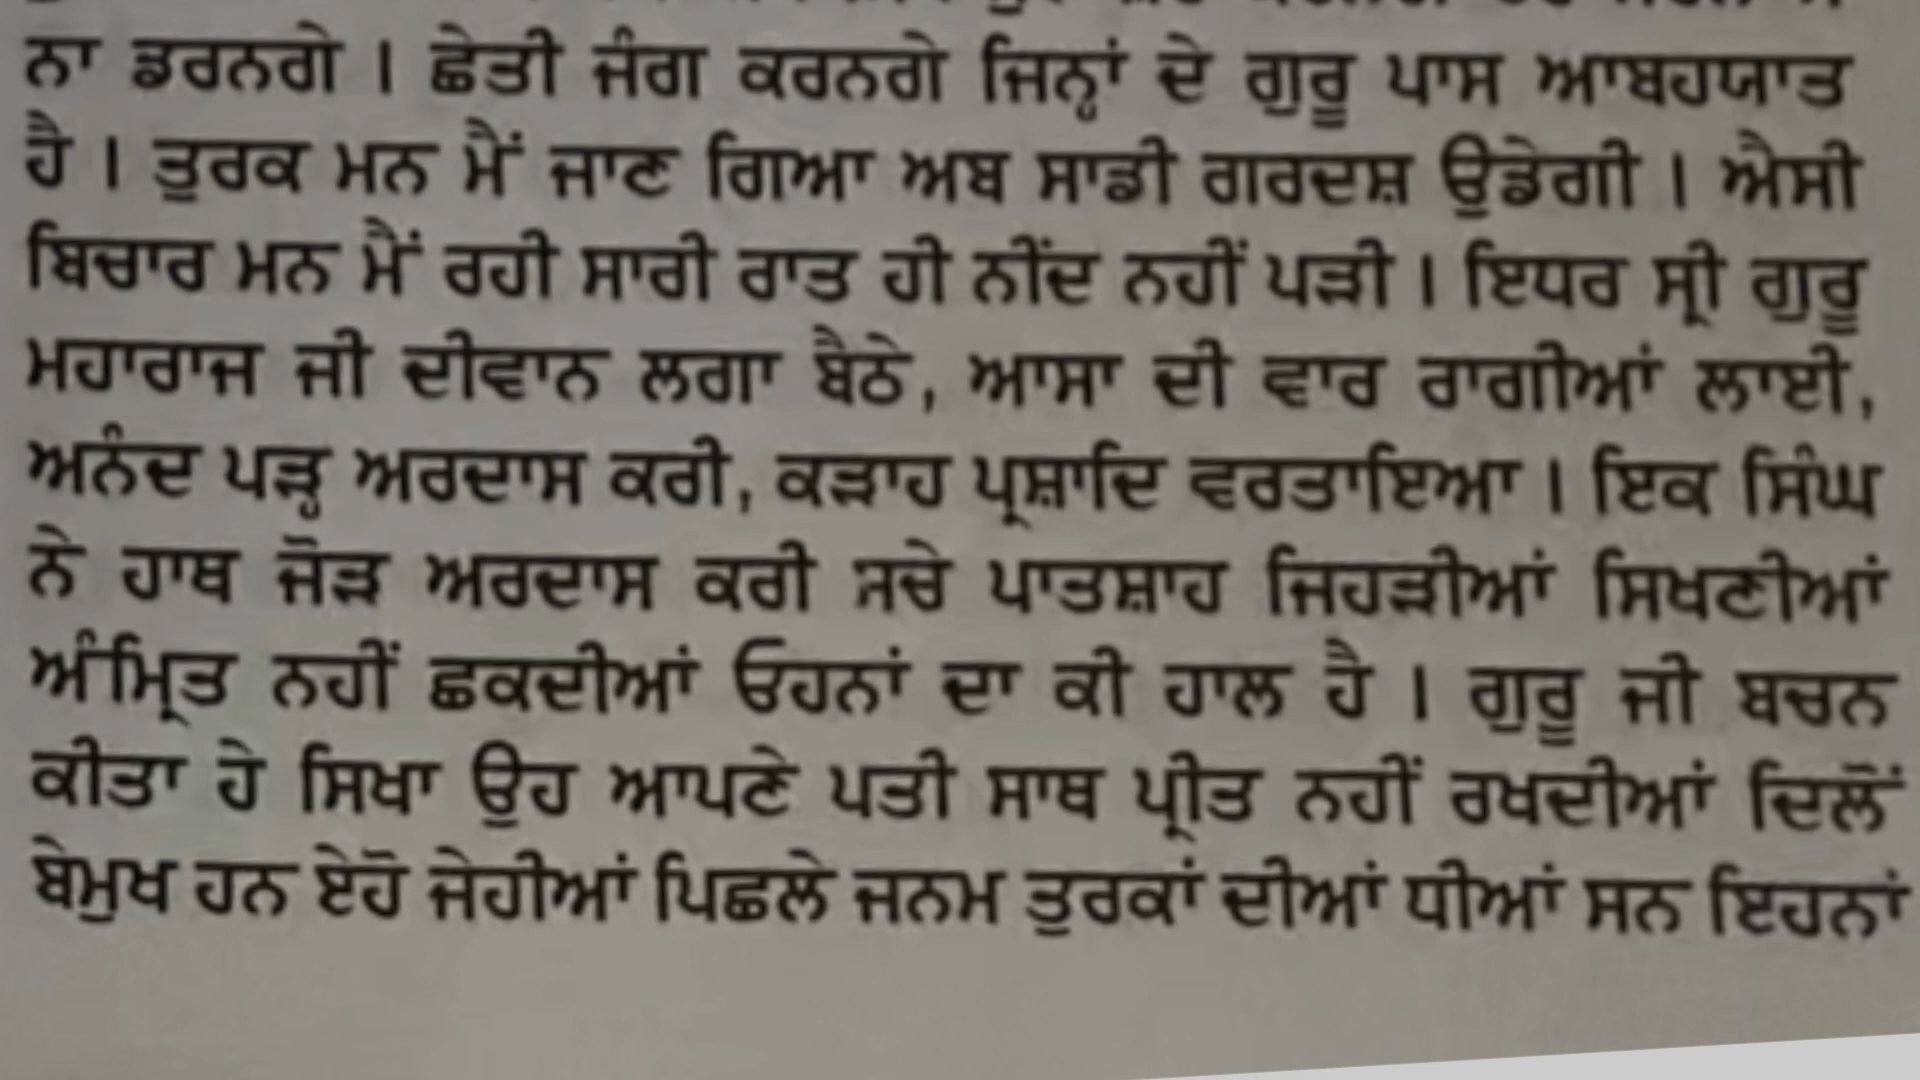 ਨਾ ਡਰਨਗੇ । ਛੇਤੀ ਜੰਗ ਕਰਨਗੇ ਜਿਨ੍ਹਾਂ ਦੇ ਗੁਰੂ ਪਾਸ ਆਬਹਯਾਤ
ਹੈ । ਤੁਰਕ ਮਨ ਮੈਂ ਜਾਣ ਗਿਆ ਅਬ ਸਾਡੀ ਗਰਦਸ਼ ਉਡੇਗੀ । ਐਸੀ
ਬਿਚਾਰ ਮਨ ਮੈਂ ਰਹੀ ਸਾਰੀ ਰਾਤ ਹੀ ਨੀਂਦ ਨਹੀਂ ਪੜੀ । ਇਧਰ ਸ੍ਰੀ ਗੁਰੂ
ਮਹਾਰਾਜ ਜੀ ਦੀਵਾਨ ਲਗਾ ਬੈਠੇ, ਆਸਾ ਦੀ ਵਾਰ ਰਾਗੀਆਂ ਲਾਈ,
ਅਨੰਦ ਪੜ੍ਹ ਅਰਦਾਸ ਕਰੀ, ਕੜਾਹ ਪ੍ਰਸ਼ਾਦਿ ਵਰਤਾਇਆ । ਇਕ ਸਿੰਘ
ਨੇ ਹਾਥ ਜੋੜ ਅਰਦਾਸ ਕਰੀ ਸਚੇ ਪਾਤਸ਼ਾਹ ਜਿਹੜੀਆਂ ਸਿਖਣੀਆਂ
ਅੰਮ੍ਰਿਤ ਨਹੀਂ ਛਕਦੀਆਂ ਓਹਨਾਂ ਦਾ ਕੀ ਹਾਲ ਹੈ । ਗੁਰੂ ਜੀ ਬਚਨ
ਕੀਤਾ ਹੇ ਸਿਖਾ ਉਹ ਆਪਣੇ ਪਤੀ ਸਾਥ ਪ੍ਰੀਤ ਨਹੀਂ ਰਖਦੀਆਂ ਦਿਲੋਂ
ਬੇਮੁਖ ਹਨ ਏਹੋ ਜੇਹੀਆਂ ਪਿਛਲੇ ਜਨਮ ਤੁਰਕਾਂ ਦੀਆਂ ਧੀਆਂ ਸਨ ਇਹਨਾਂ